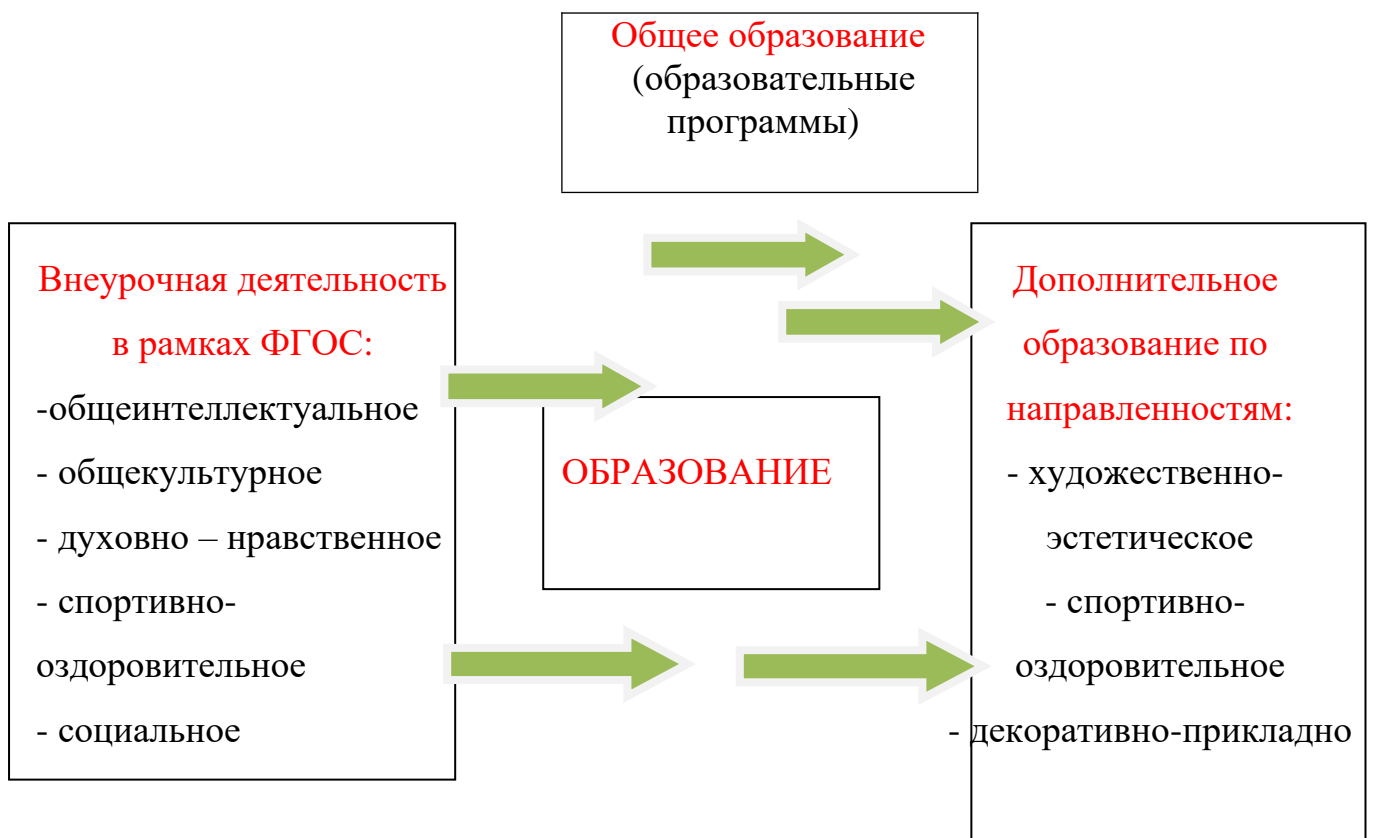 Общее образование
(образовательные
программы)
Внеурочная деятельность
в рамках ФГОС:
-общеинтеллектуальное
- общекультурное
- духовно – нравственное
- спортивно-
оздоровительное
- социальное
ОБРАЗОВАНИЕ
Дополнительное
образование по
направленностям:
- художественно-
эстетическое
- спортивно-
оздоровительное
- декоративно-прикладно